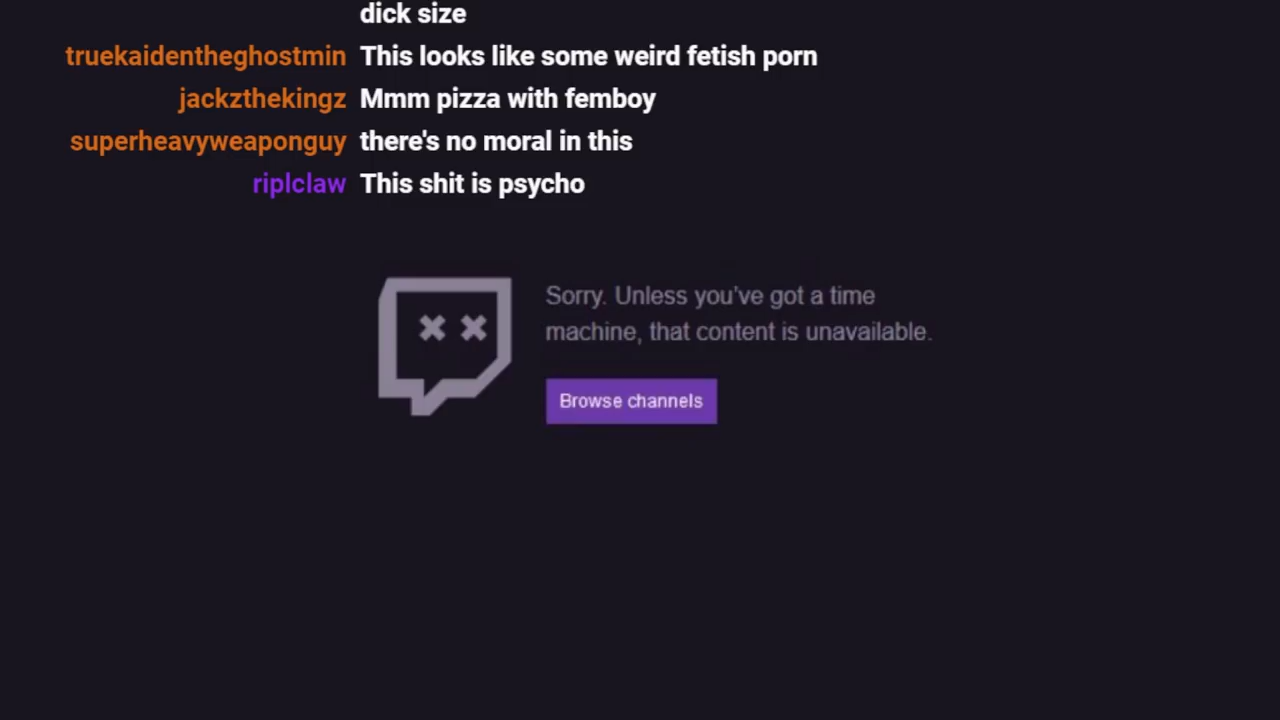 dick size
truekaidentheghostmin This looks like some weird fetish porn
jackzthekingz Mmm pizza with femboy
superheavyweaponguy there's no moral in this
riplclaw This shit is psycho
Sorry. Unless you've got a time
machine, that content is unavailable.
Browse channels